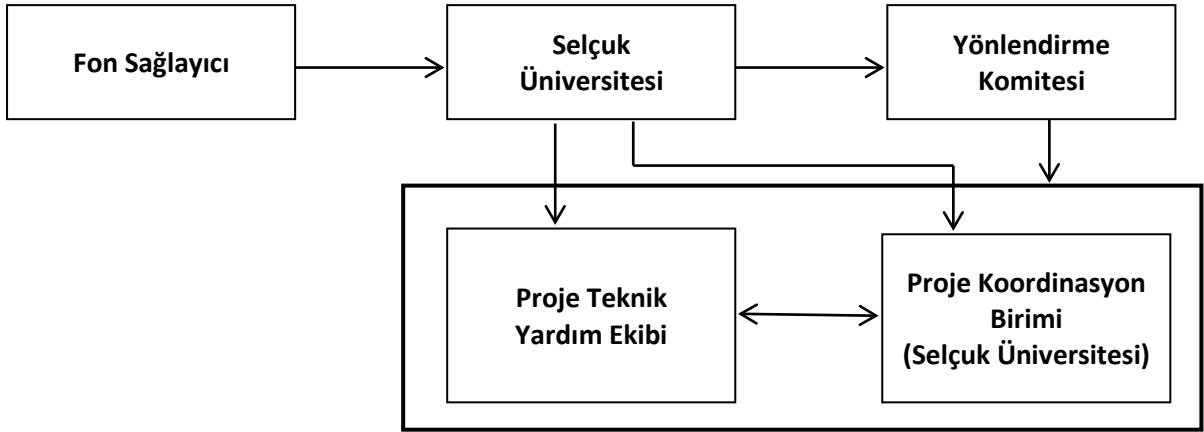 Fon Sağlayıcı
Selçuk
Üniversitesi
Yönlendirme
Komitesi
Proje Teknik
Yardım Ekibi
Proje Koordinasyon
Birimi
(Selçuk Üniversitesi)